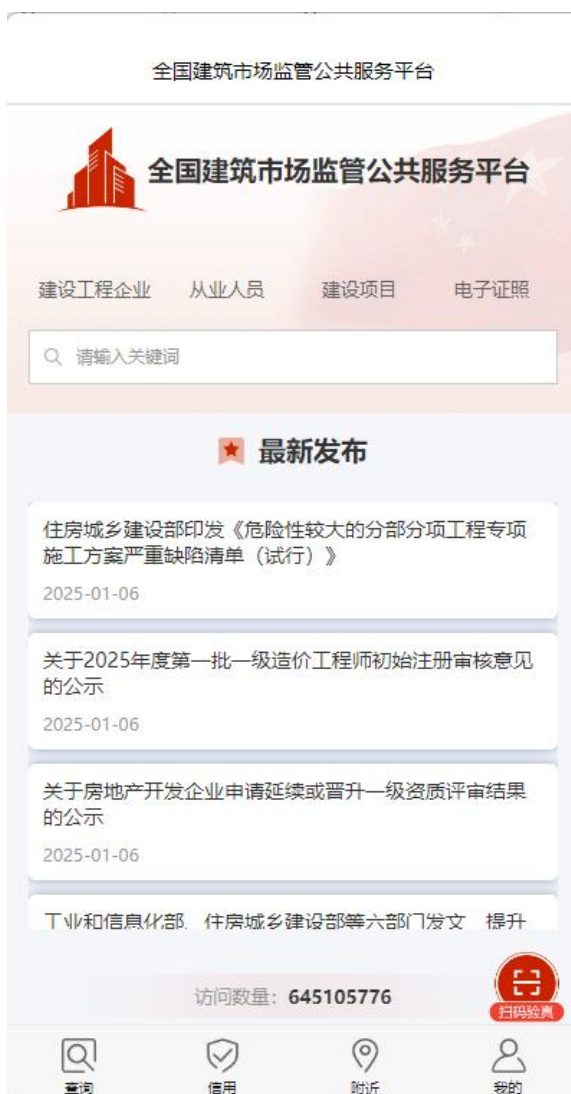 全国建筑市场监管公共服务平台
全国建筑市场监管公共服务平台
建设工程企业 从业人员 建设项目 电子证照
请输入关键词
最新发布
住房城乡建设部印发《危险性较大的分部分项工程专项
施工方案严重缺陷清单（试行）》
2025-01-06
关于2025年度第一批一级造价工程师初始注册审核意见
的公示
2025-01-06
关于房地产开发企业申请延续或晋升一级资质评审结果
的公示
2025-01-06
工业和信息化部、住房城乡建设部等六部门发文 提升
访问数量：645105776
扫码验真
查询 信用 附近 我的